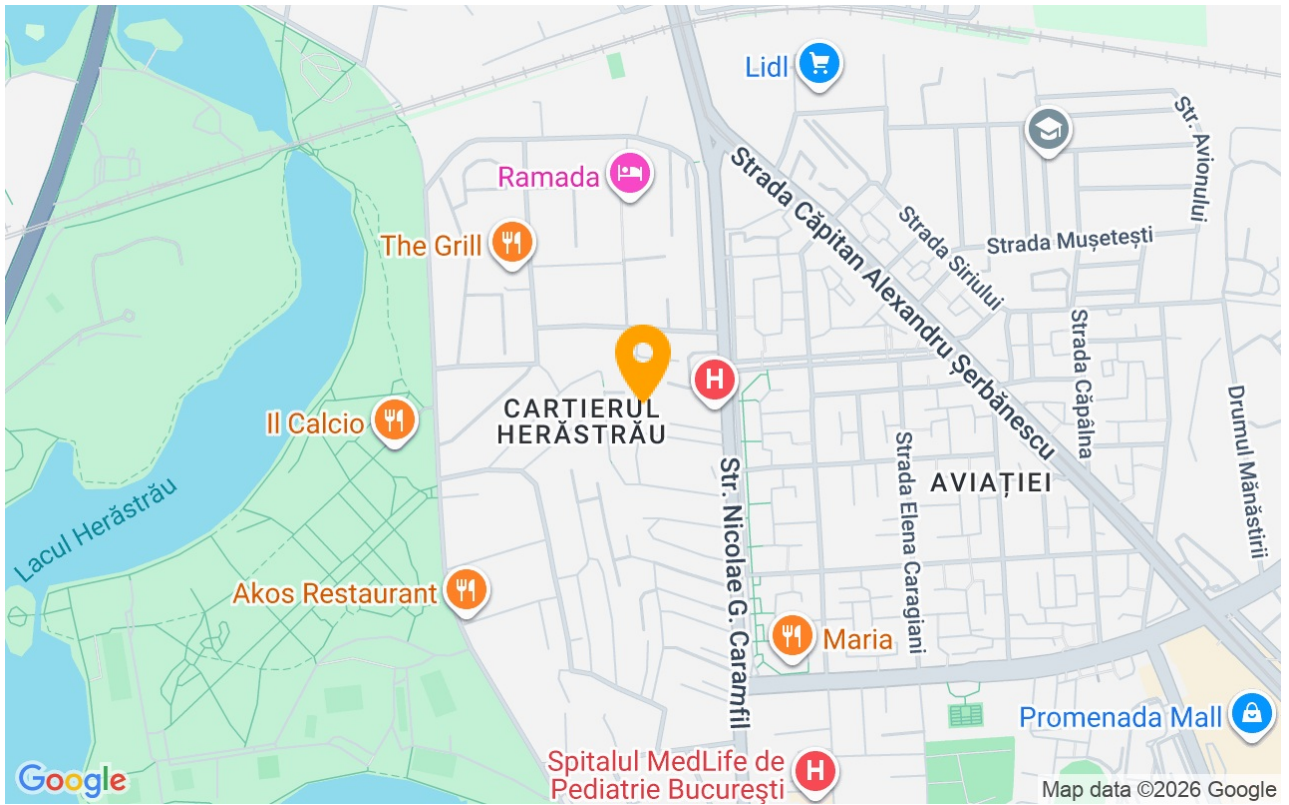 Lidl
Str. Avionului
Ramada
Strada Căpitan Alexandru Șerbănescu
Strada Siriului
The Grill
Strada Mușetești
Strada Căpâlna
H
Drumul Mănăstirii
Il Calcio
CARTIERUL
HERĂSTRĂU
Strada Elena Caragiani
AVIAȚIEI
Str. Nicolae G. Caramfil
Lacul Herăstrău
Akos Restaurant
Maria
Promenada Mall
Spitalul MedLife de
Pediatrie București
H
Google
Map data ©2026 Google